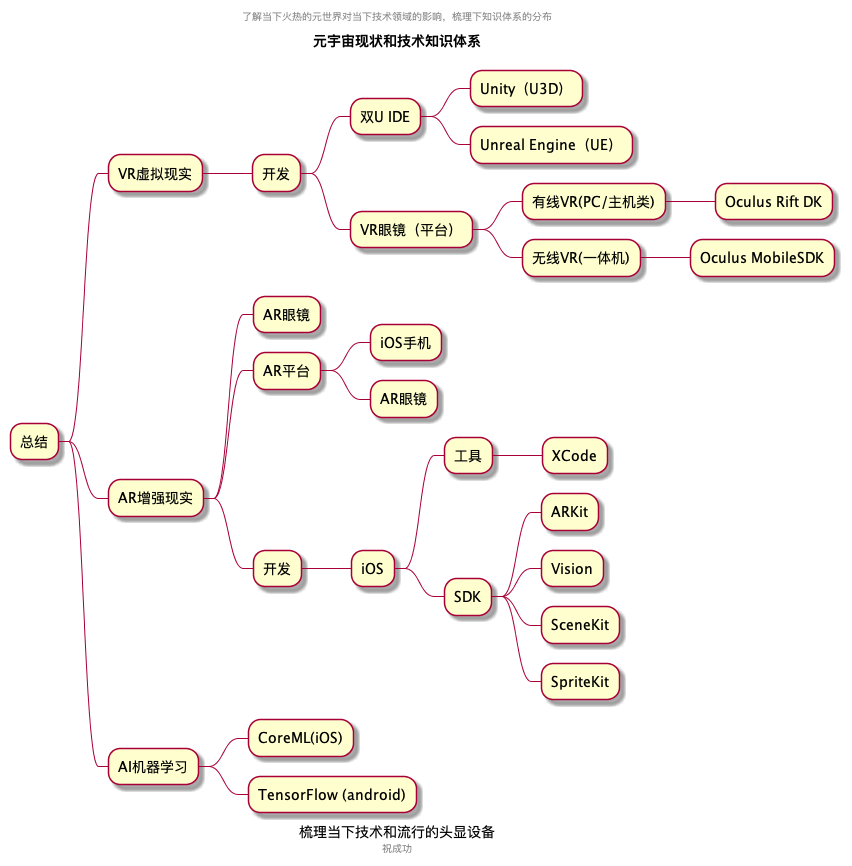 了解当下火热的元世界对当下技术领域的影响，梳理下知识体系的分布
元宇宙现状和技术知识体系
总结
VR虚拟现实
开发
双U IDE
Unity（U3D）
Unreal Engine（UE）
VR眼镜（平台）
有线VR(PC/主机类)
Oculus Rift DK
无线VR(一体机)
Oculus MobileSDK
AR增强现实
AR眼镜
AR平台
iOS手机
AR眼镜
开发
iOS
工具
XCode
SDK
ARKit
Vision
SceneKit
SpriteKit
AI机器学习
CoreML(iOS)
TensorFlow (android)
梳理当下技术和流行的头显设备
祝成功